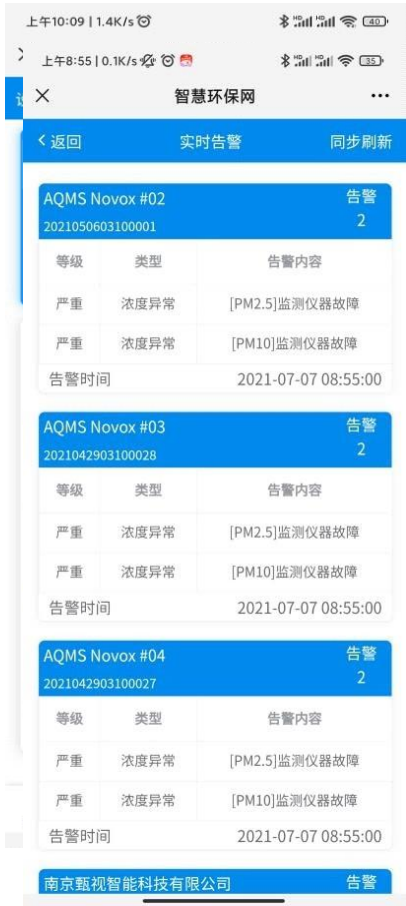 上午10:09 | 1.4K/s
40
上午8:55 | 0.1K/s
35
智慧环保网
返回 实时告警 同步刷新
AQMS Novox #02 告警
2021050603100001 2
等级 类型 告警内容
严重 浓度异常 [PM2.5]监测仪器故障
严重 浓度异常 [PM10]监测仪器故障
告警时间 2021-07-07 08:55:00
AQMS Novox #03 告警
2021042903100028 2
等级 类型 告警内容
严重 浓度异常 [PM2.5]监测仪器故障
严重 浓度异常 [PM10]监测仪器故障
告警时间 2021-07-07 08:55:00
AQMS Novox #04 告警
2021042903100027 2
等级 类型 告警内容
严重 浓度异常 [PM2.5]监测仪器故障
严重 浓度异常 [PM10]监测仪器故障
告警时间 2021-07-07 08:55:00
南京甄视智能科技有限公司 告警